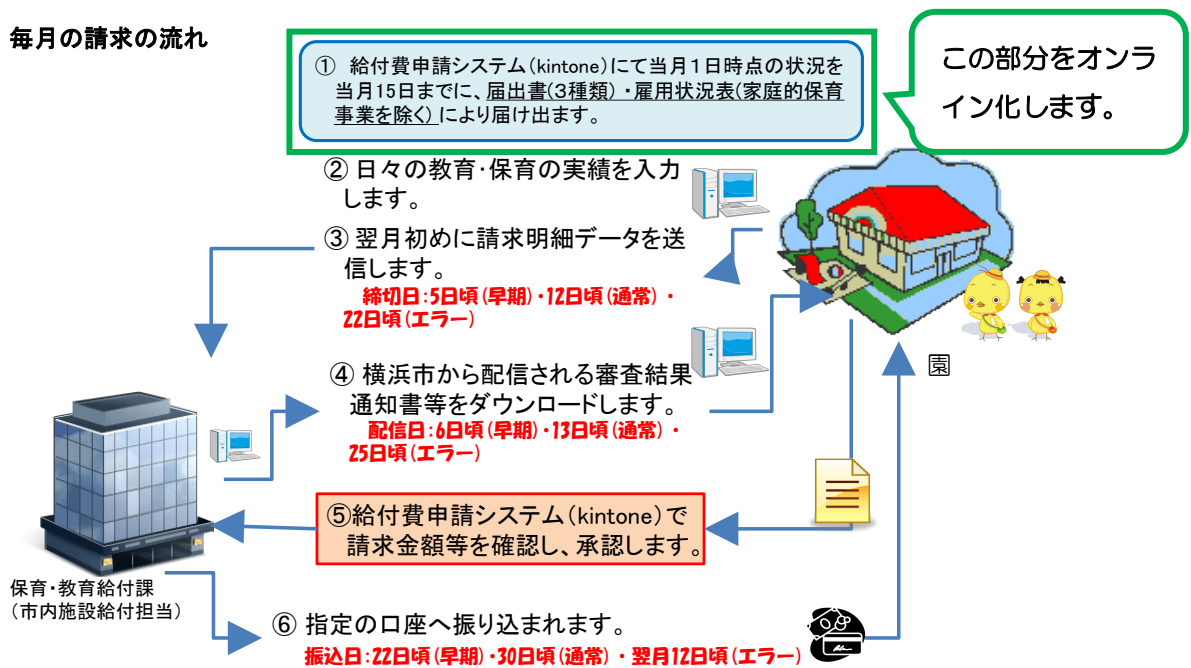 毎月の請求の流れ
① 給付費申請システム(kintone)にて当月１日時点の状況を
当月15日までに、届出書(3種類)・雇用状況表(家庭的保育
事業を除く)により届け出ます。
この部分をオンラ
イン化します。
② 日々の教育・保育の実績を入力
します。
③ 翌月初めに請求明細データを送
信します。
締切日：5日頃(早期)・12日頃(通常)・
22日頃(エラー)
④ 横浜市から配信される審査結果
通知書等をダウンロードします。
配信日：6日頃(早期)・13日頃(通常)・
25日頃(エラー)
園
⑤給付費申請システム(kintone)で
請求金額等を確認し、承認します。
保育・教育給付課
(市内施設給付担当)
⑥ 指定の口座へ振り込まれます。
振込日：22日頃(早期)・30日頃(通常)・翌月12日頃(エラー)